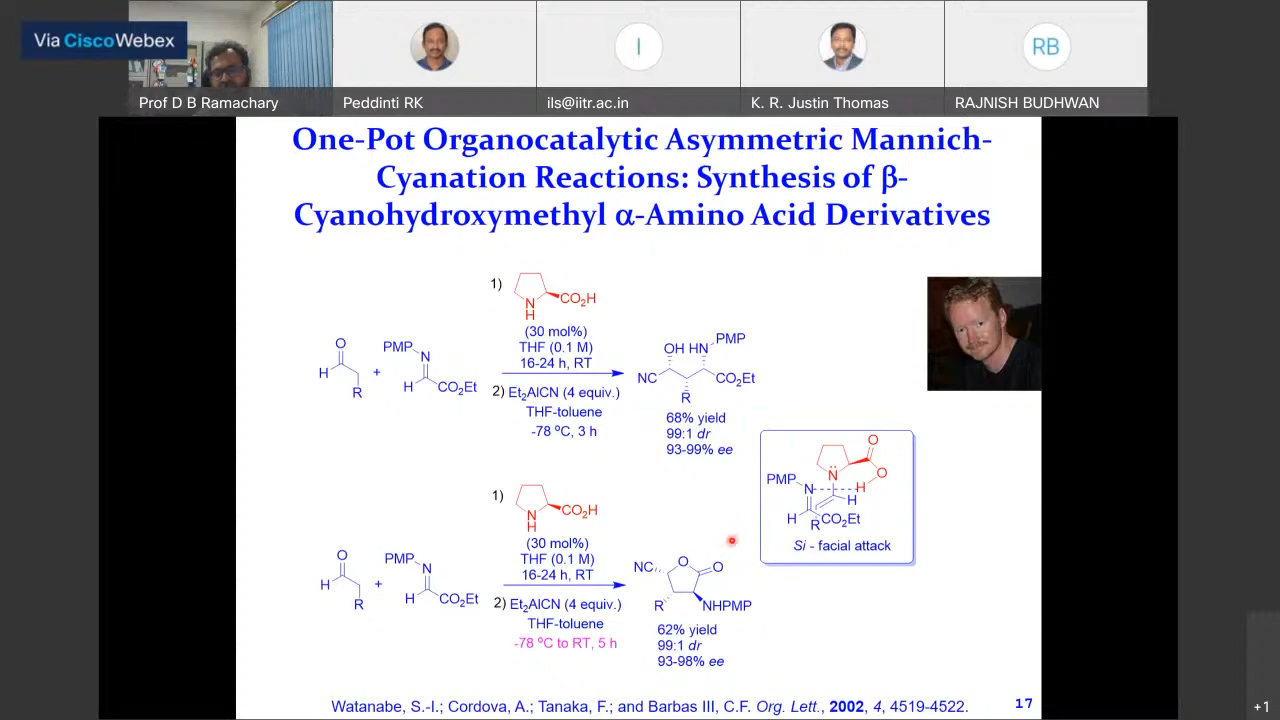 Via CiscoWebex
I
RB
Prof D B Ramachary
Peddinti RK
ils@iitr.ac.in
K. R. Justin Thomas
RAJNISH BUDHWAN
One-Pot Organocatalytic Asymmetric Mannich-
Cyanation Reactions: Synthesis of β-
Cyanohydroxymethyl α-Amino Acid Derivatives
1)
N
H
CO₂H
(30 mol%)
THF (0.1 M)
16-24 h, RT
2) Et₂AlCN (4 equiv.)
THF-toluene
-78 ºC, 3 h
O
H
R
+
PMP
N
H
CO₂Et
OH HN
PMP
NC
CO₂Et
R
68% yield
99:1 dr
93-99% ee
O
O
N
H
PMP
N
H
H
R
CO₂Et
Si - facial attack
1)
N
H
CO₂H
(30 mol%)
THF (0.1 M)
16-24 h, RT
2) Et₂AlCN (4 equiv.)
THF-toluene
-78 ºC to RT, 5 h
O
H
R
+
PMP
N
H
CO₂Et
NC
O
O
R
NHPMP
62% yield
99:1 dr
93-98% ee
Watanabe, S.-I.; Cordova, A.; Tanaka, F.; and Barbas III, C.F. Org. Lett., 2002, 4, 4519-4522.
17
+1